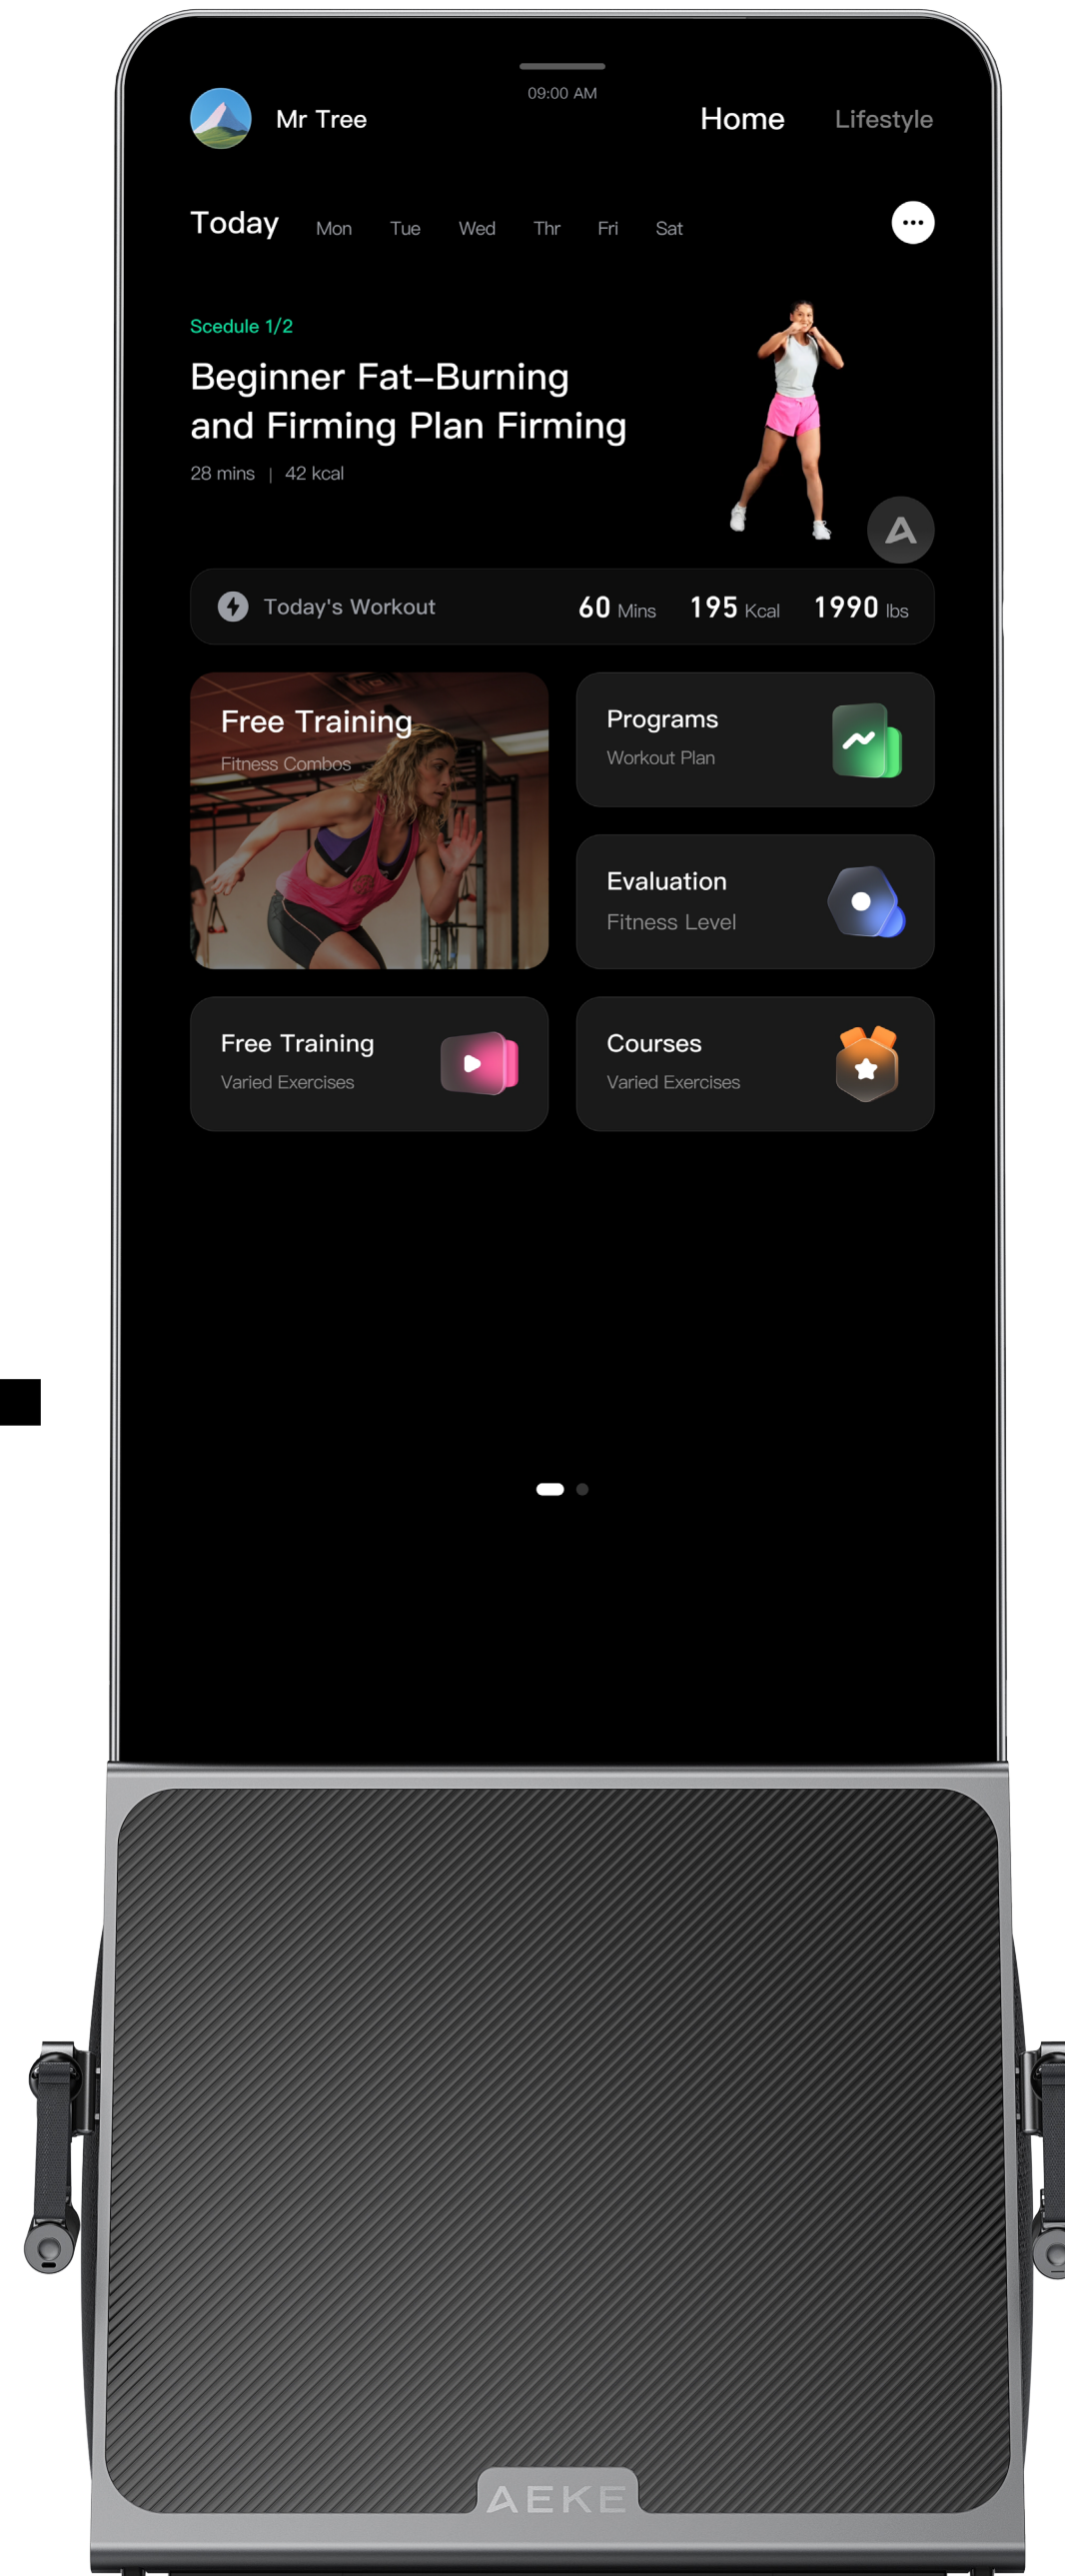 09:00 AM
Mr Tree
Home Lifestyle
Today Mon Tue Wed Thr Fri Sat
Scedule 1/2
Beginner Fat-Burning
and Firming Plan Firming
28 mins | 42 kcal
Today's Workout 60 Mins 195 Kcal 1990 lbs
Free Training
Fitness Combos
Programs
Workout Plan
Evaluation
Fitness Level
Free Training
Varied Exercises
Courses
Varied Exercises
AEKE